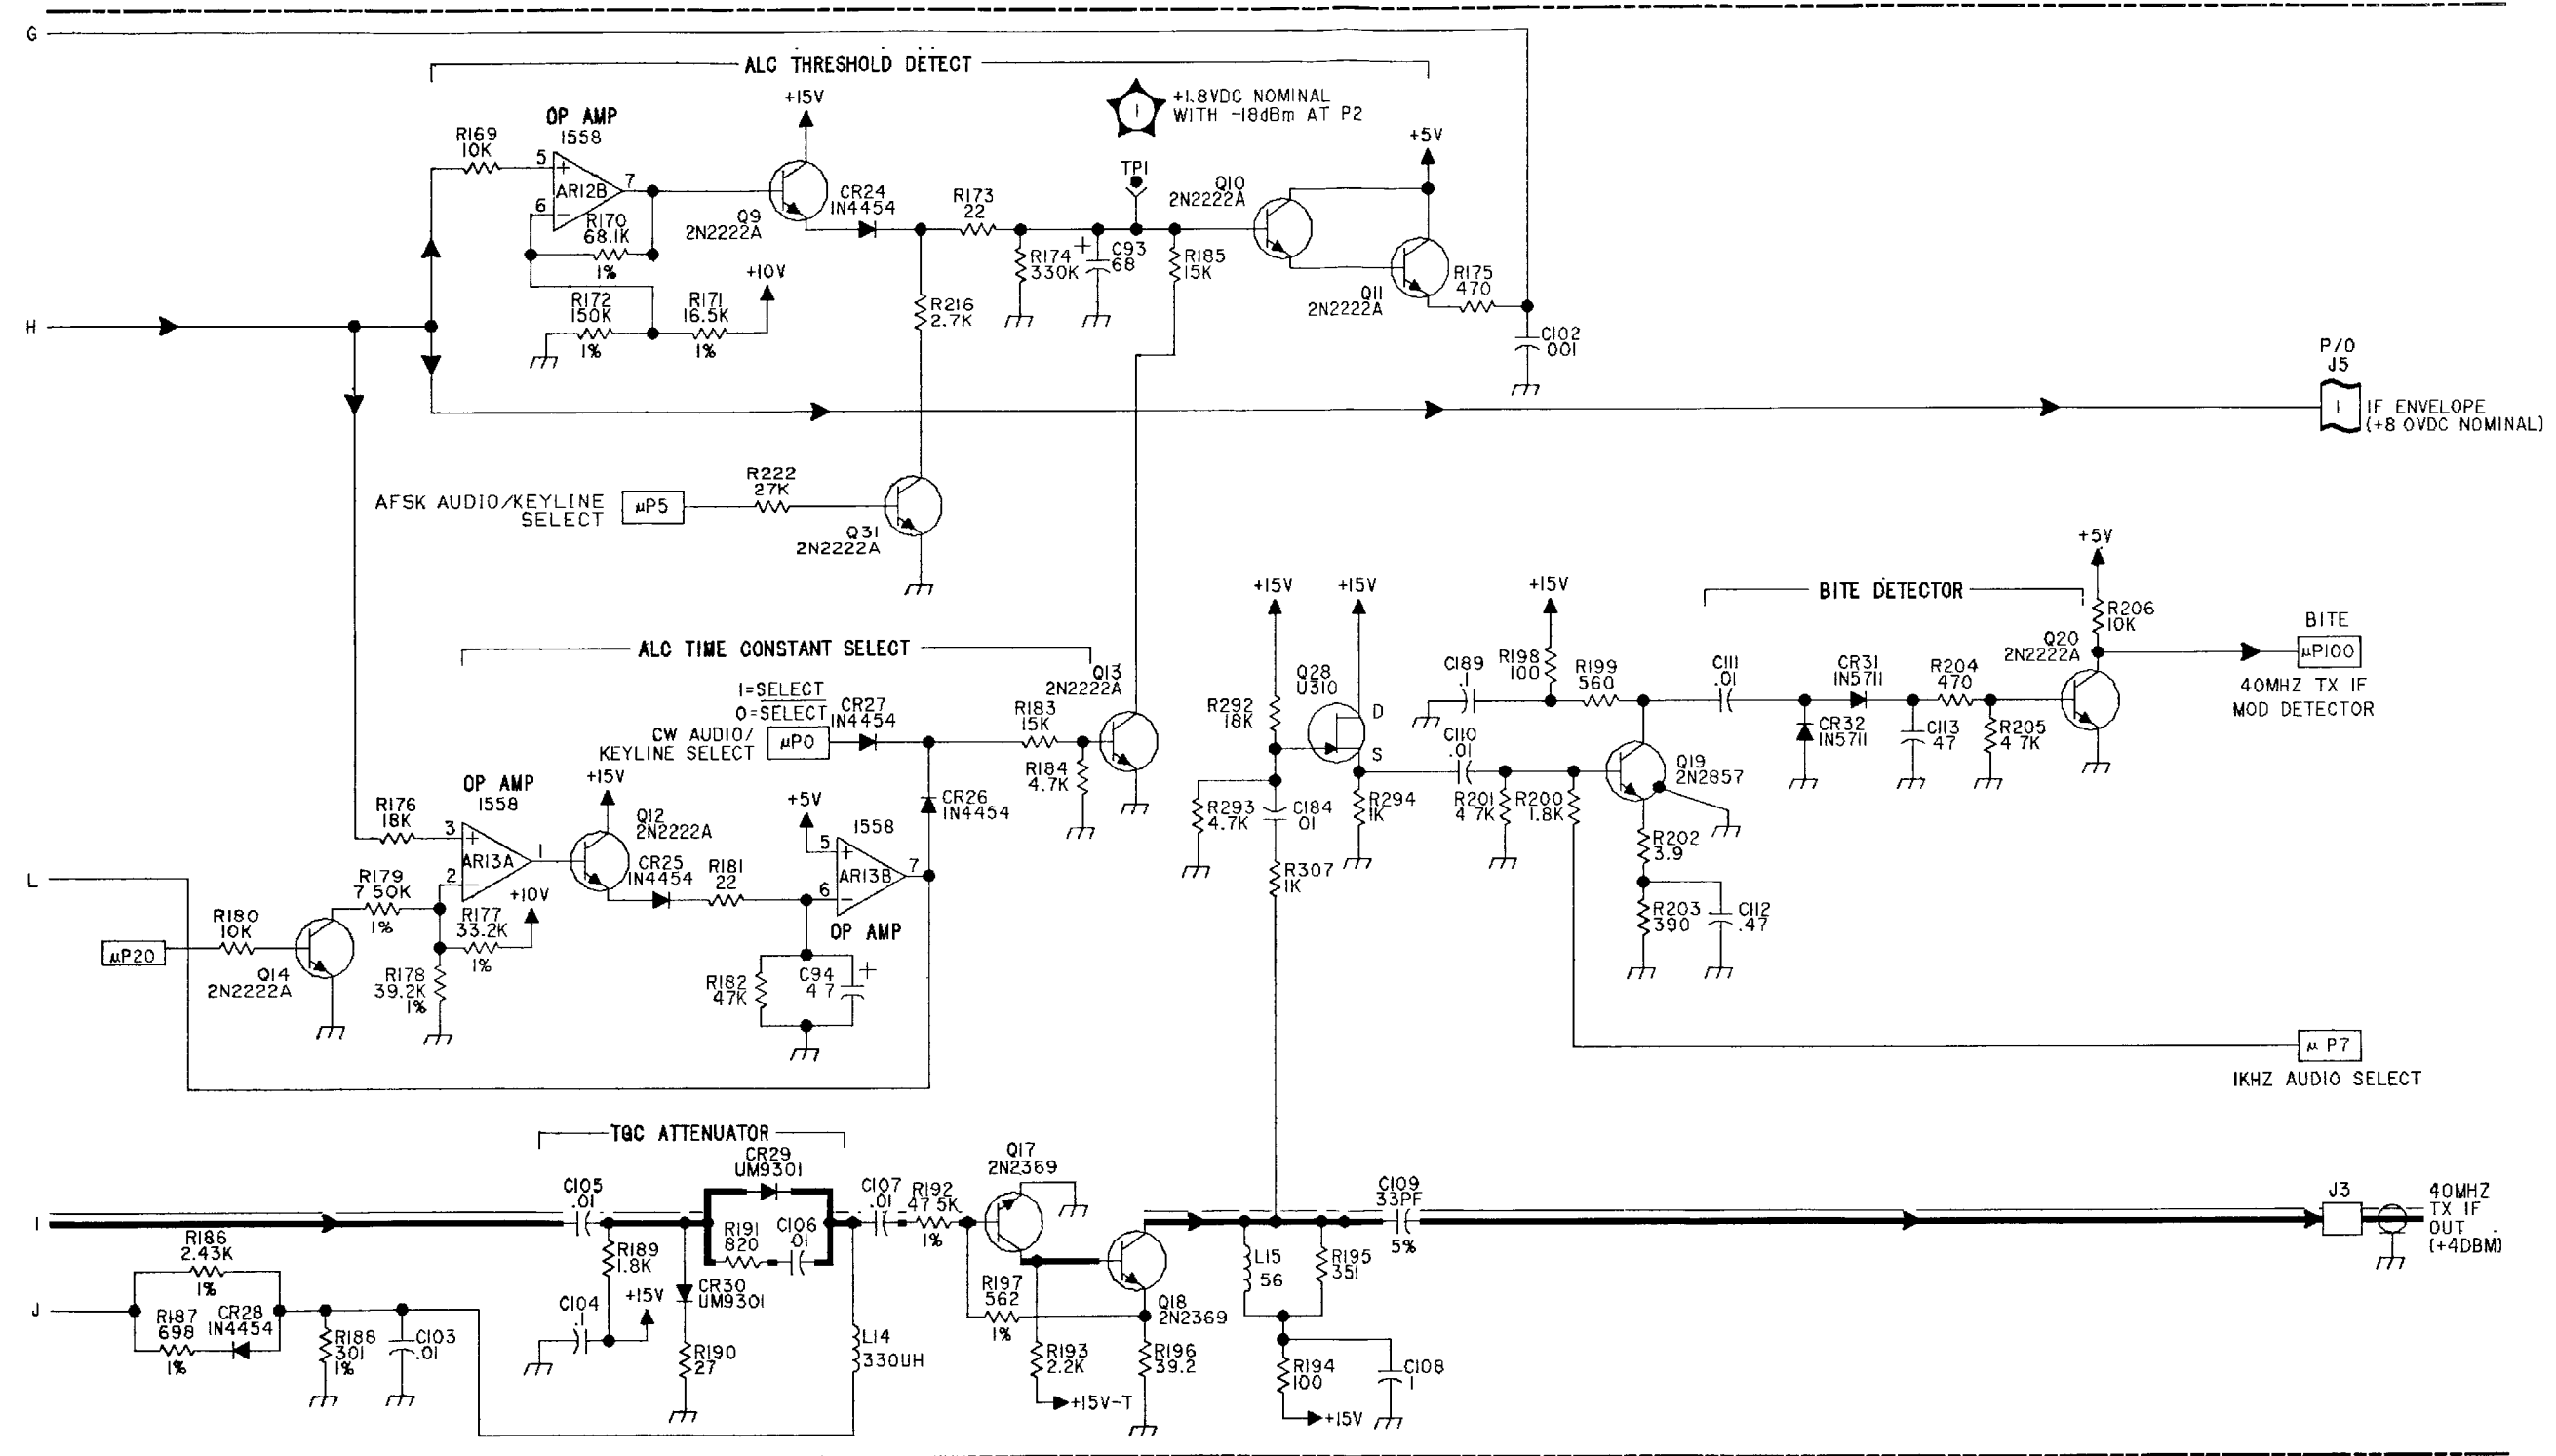 G
ALC THRESHOLD DETECT
+15V
OP AMP
1558
R169
10K
5
+
AR12B
7
6
−
R170
68.1K
1%
Q9
2N2222A
CR24
1N4454
R173
22
1
+1.8VDC NOMINAL
WITH -18dBm AT P2
TP1
+5V
Q10
2N2222A
R174
330K
+
C93
68
R185
15K
Q11
2N2222A
R175
470
C102
001
+10V
R172
150K
1%
R171
16.5K
1%
R216
2.7K
H
P/O
J5
1
IF ENVELOPE
(+8 0VDC NOMINAL)
AFSK AUDIO/KEYLINE
SELECT
µP5
R222
27K
Q31
2N2222A
ALC TIME CONSTANT SELECT
1=SELECT
0=SELECT
CW AUDIO/
KEYLINE SELECT
µP0
CR27
1N4454
R183
15K
R184
4.7K
Q13
2N2222A
CR26
1N4454
OP AMP
1558
R176
18K
3
+
AR13A
1
2
−
+15V
Q12
2N2222A
CR25
1N4454
R181
22
+5V
1558
5
+
AR13B
7
6
−
OP AMP
L
R179
7 50K
1%
R177
33.2K
1%
+10V
R178
39.2K
1%
R180
10K
µP20
Q14
2N2222A
R182
47K
C94
4 7
+
+15V
+15V
R292
18K
Q28
U310
D
S
R293
4.7K
C184
01
R294
1K
R307
1K
C110
.01
R201
4 7K
R200
1.8K
C189
.1
+15V
R198
100
R199
560
Q19
2N2857
R202
3.9
R203
390
C112
.47
BITE DETECTOR
C111
.01
CR31
1N5711
CR32
1N5711
C113
47
R204
470
R205
4 7K
Q20
2N2222A
+5V
R206
10K
BITE
µP100
40MHZ TX IF
MOD DETECTOR
µ P7
1KHZ AUDIO SELECT
TGC ATTENUATOR
I
C105
.01
R189
1.8K
C104
.1
+15V
CR29
UM9301
R191
820
C106
01
CR30
UM9301
R190
27
C107
.01
R192
47 5K
1%
L14
330UH
Q17
2N2369
R197
562
1%
R193
2.2K
+15V-T
Q18
2N2369
R196
39.2
L15
56
R195
351
R194
100
+15V
C108
1
C109
33PF
5%
J3
40MHZ
TX IF
OUT
(+4DBM)
J
R186
2.43K
1%
R187
698
1%
CR28
1N4454
R188
301
1%
C103
.01